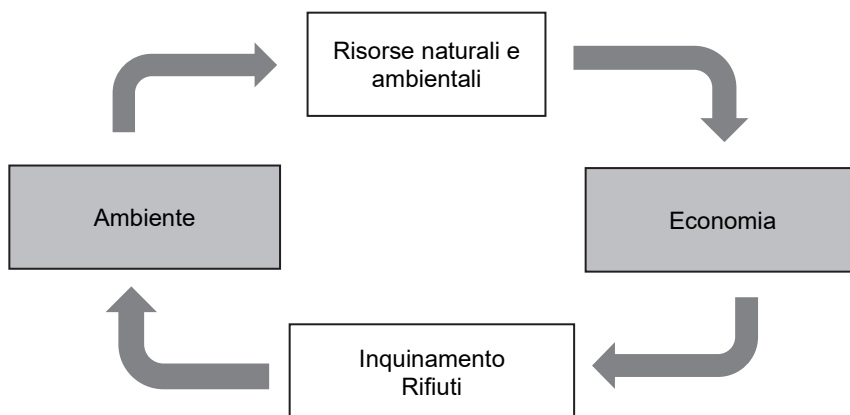 Risorse naturali e
ambientali
Ambiente
Economia
Inquinamento
Rifiuti